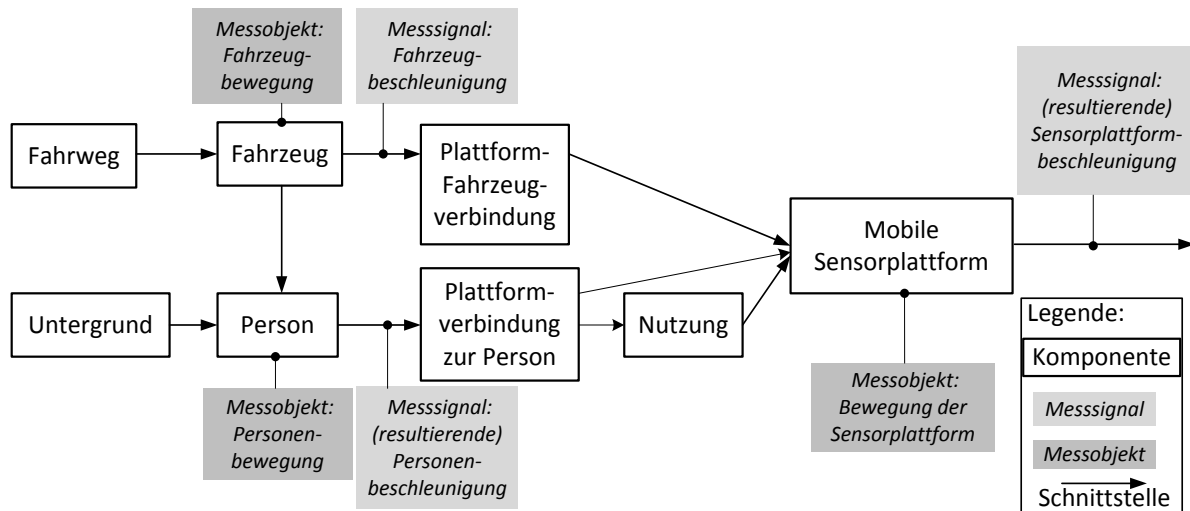 Messobjekt:
Fahrzeug-
bewegung
Messsignal:
Fahrzeug-
beschleunigung
Messsignal:
(resultierende)
Sensorplattform-
beschleunigung
Fahrweg
Fahrzeug
Plattform-
Fahrzeug-
verbindung
Mobile
Sensorplattform
Untergrund
Person
Plattform-
verbindung
zur Person
Nutzung
Messobjekt:
Personen-
bewegung
Messsignal:
(resultierende)
Personen-
beschleunigung
Messobjekt:
Bewegung der
Sensorplattform
Legende:
Komponente
Messsignal
Messobjekt
Schnittstelle